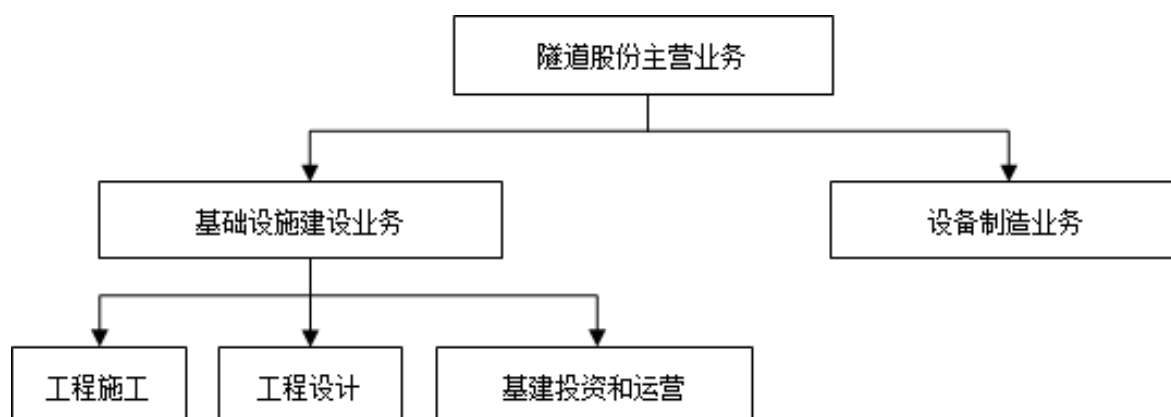 隧道股份主营业务
基础设施建设业务
设备制造业务
工程施工
工程设计
基建投资和运营